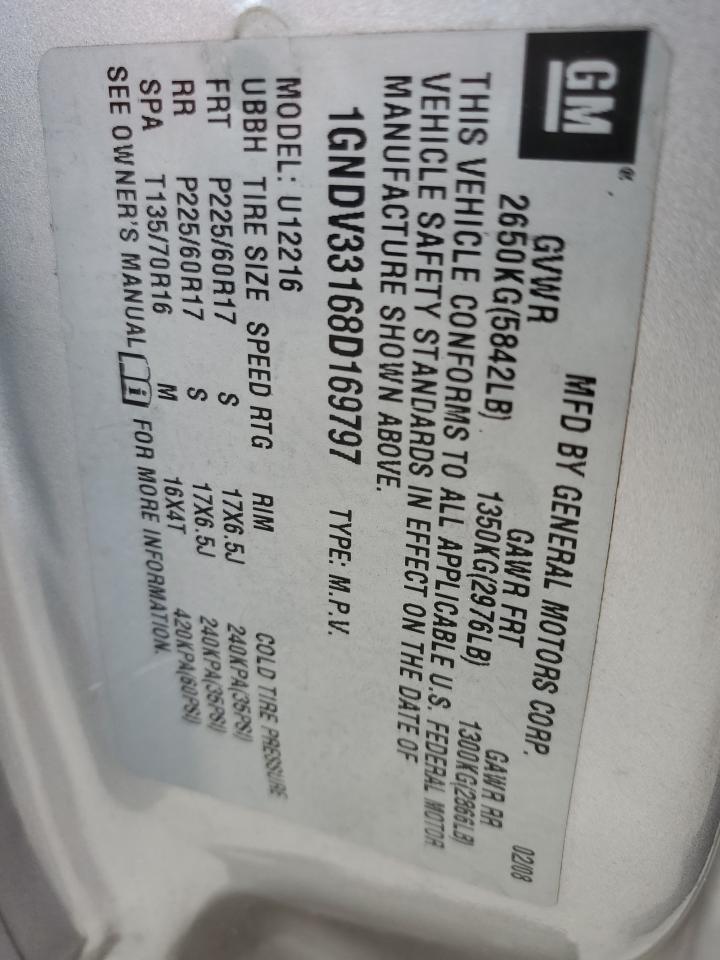 GM®
MFD BY GENERAL MOTORS CORP. 0208
GVWR GAWR FRT GAWR RR
2650KG(5842LB) 1350KG(2976LB) 1300KG(2866LB)
THIS VEHICLE CONFORMS TO ALL APPLICABLE U.S. FEDERAL MOTOR
VEHICLE SAFETY STANDARDS IN EFFECT ON THE DATE OF
MANUFACTURE SHOWN ABOVE.
1GNDV33168D169797 TYPE: M.P.V.
MODEL: U12216
UBBH TIRE SIZE SPEED RTG RIM COLD TIRE PRESSURE
FRT P225/60R17 S 17X6.5J 240KPA(35PSI)
RR P225/60R17 S 17X6.5J 240KPA(35PSI)
SPA T135/70R16 M 16X4T 420KPA(60PSI)
SEE OWNER'S MANUAL i FOR MORE INFORMATION.